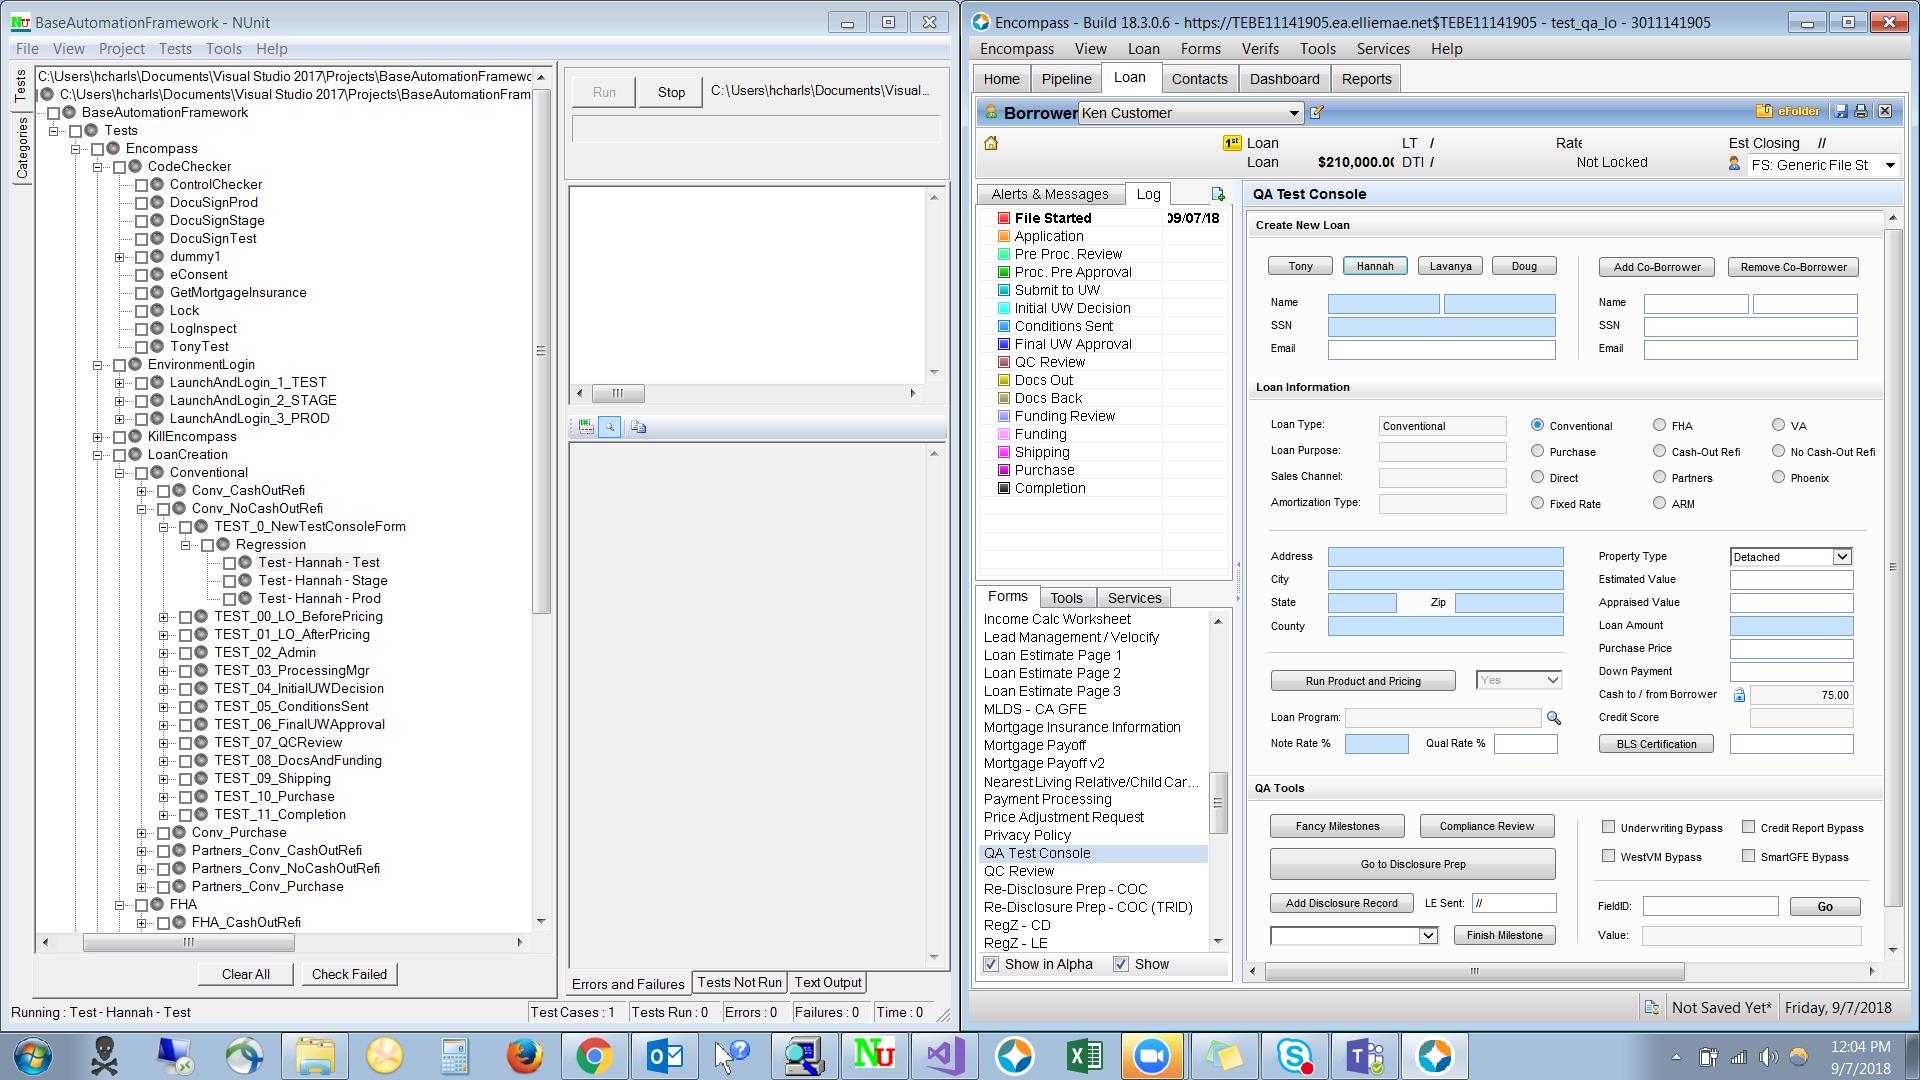 BaseAutomationFramework - NUnit
File View Project Tests Tools Help
Tests
Categories
C:\Users\hcharls\Documents\Visual Studio 2017\Projects\BaseAutomationFramewo
C:\Users\hcharls\Documents\Visual Studio 2017\Projects\BaseAutomationFram
BaseAutomationFramework
Tests
Encompass
CodeChecker
ControlChecker
DocuSignProd
DocuSignStage
DocuSignTest
dummy1
eConsent
GetMortgageInsurance
Lock
LogInspect
TonyTest
EnvironmentLogin
LaunchAndLogin_1_TEST
LaunchAndLogin_2_STAGE
LaunchAndLogin_3_PROD
KillEncompass
LoanCreation
Conventional
Conv_CashOutRefi
Conv_NoCashOutRefi
TEST_0_NewTestConsoleForm
Regression
Test - Hannah - Test
Test - Hannah - Stage
Test - Hannah - Prod
TEST_00_LO_BeforePricing
TEST_01_LO_AfterPricing
TEST_02_Admin
TEST_03_ProcessingMgr
TEST_04_InitialUWDecision
TEST_05_ConditionsSent
TEST_06_FinalUWApproval
TEST_07_QCReview
TEST_08_DocsAndFunding
TEST_09_Shipping
TEST_10_Purchase
TEST_11_Completion
Conv_Purchase
Partners_Conv_CashOutRefi
Partners_Conv_NoCashOutRefi
Partners_Conv_Purchase
FHA
FHA_CashOutRefi
Clear All Check Failed
Run Stop C:\Users\hcharls\Documents\Visual...
Errors and Failures Tests Not Run Text Output
Running : Test - Hannah - Test Test Cases : 1 Tests Run : 0 Errors : 0 Failures : 0 Time : 0
Encompass - Build 18.3.0.6 - https://TEBE11141905.ea.elliemae.net$TEBE11141905 - test_qa_lo - 3011141905
Encompass View Loan Forms Verifs Tools Services Help
Home Pipeline Loan Contacts Dashboard Reports
Borrower Ken Customer eFolder
1st Loan LT / Rate Est Closing //
Loan $210,000.00 DTI / Not Locked FS: Generic File St
Alerts & Messages Log
File Started 09/07/18
Application
Pre Proc. Review
Proc. Pre Approval
Submit to UW
Initial UW Decision
Conditions Sent
Final UW Approval
QC Review
Docs Out
Docs Back
Funding Review
Funding
Shipping
Purchase
Completion
Forms Tools Services
Income Calc Worksheet
Lead Management / Velocify
Loan Estimate Page 1
Loan Estimate Page 2
Loan Estimate Page 3
MLDS - CA GFE
Mortgage Insurance Information
Mortgage Payoff
Mortgage Payoff v2
Nearest Living Relative/Child Car...
Payment Processing
Price Adjustment Request
Privacy Policy
QA Test Console
QC Review
Re-Disclosure Prep - COC
Re-Disclosure Prep - COC (TRID)
RegZ - CD
RegZ - LE
Show in Alpha Show
QA Test Console
Create New Loan
Tony Hannah Lavanya Doug Add Co-Borrower Remove Co-Borrower
Name Name
SSN SSN
Email Email
Loan Information
Loan Type: Conventional Conventional FHA VA
Loan Purpose: Purchase Cash-Out Refi No Cash-Out Refi
Sales Channel: Direct Partners Phoenix
Amortization Type: Fixed Rate ARM
Address Property Type Detached
City Estimated Value
State Zip Appraised Value
County Loan Amount
Purchase Price
Down Payment
Run Product and Pricing Yes Cash to / from Borrower 75.00
Loan Program: Credit Score
Note Rate % Qual Rate % BLS Certification
QA Tools
Fancy Milestones Compliance Review Underwriting Bypass Credit Report Bypass
Go to Disclosure Prep WestVM Bypass SmartGFE Bypass
Add Disclosure Record LE Sent: // FieldID: Go
Finish Milestone Value:
Not Saved Yet* Friday, 9/7/2018
12:04 PM
9/7/2018